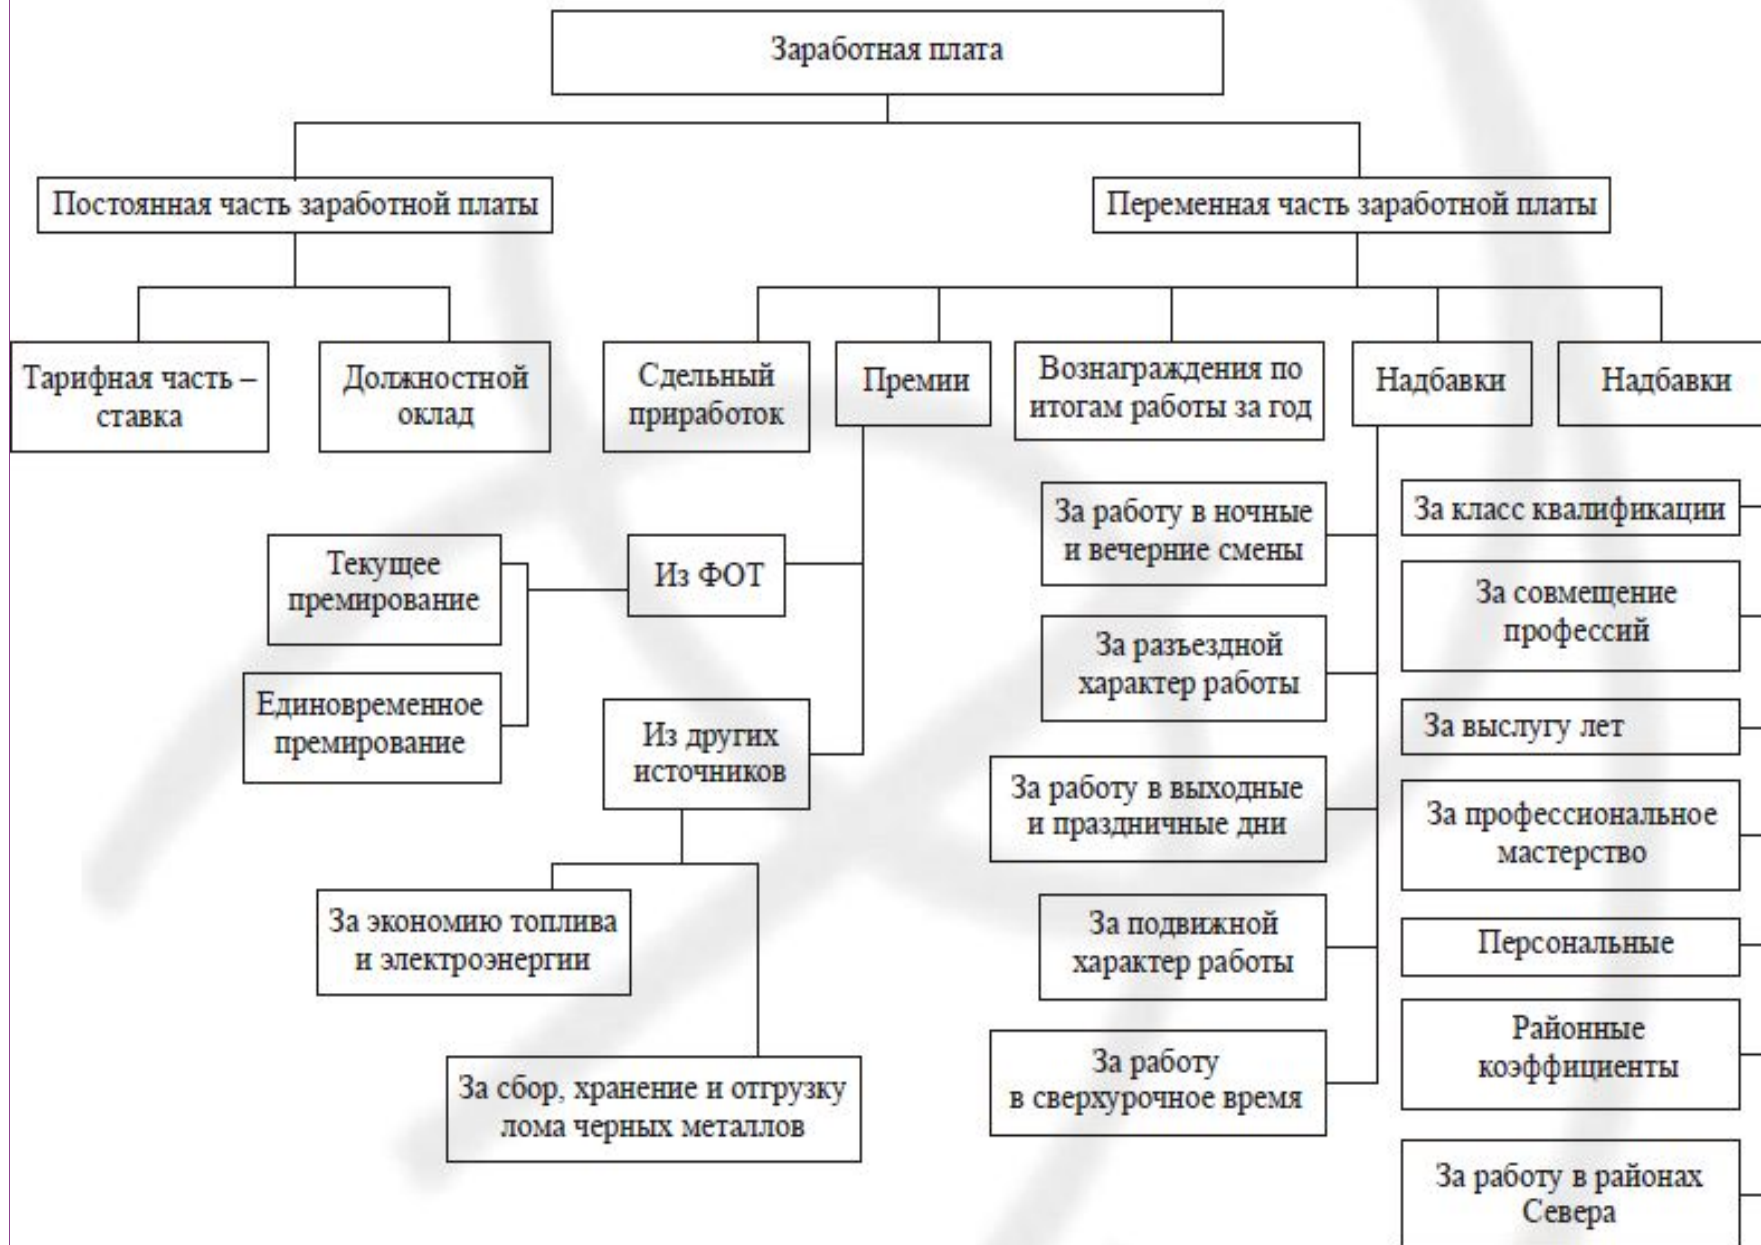 Заработная плата
Постоянная часть заработной платы
Переменная часть заработной платы
Тарифная часть –
ставка
Должностной
оклад
Сдельный
приработок
Премии
Вознаграждения по
итогам работы за год
Надбавки
Надбавки
Из ФОТ
Текущее
премирование
Единовременное
премирование
Из других
источников
За экономию топлива
и электроэнергии
За сбор, хранение и отгрузку
лома черных металлов
За работу в ночные
и вечерние смены
За разъездной
характер работы
За работу в выходные
и праздничные дни
За подвижной
характер работы
За работу
в сверхурочное время
За класс квалификации
За совмещение
профессий
За выслугу лет
За профессиональное
мастерство
Персональные
Районные
коэффициенты
За работу в районах
Севера